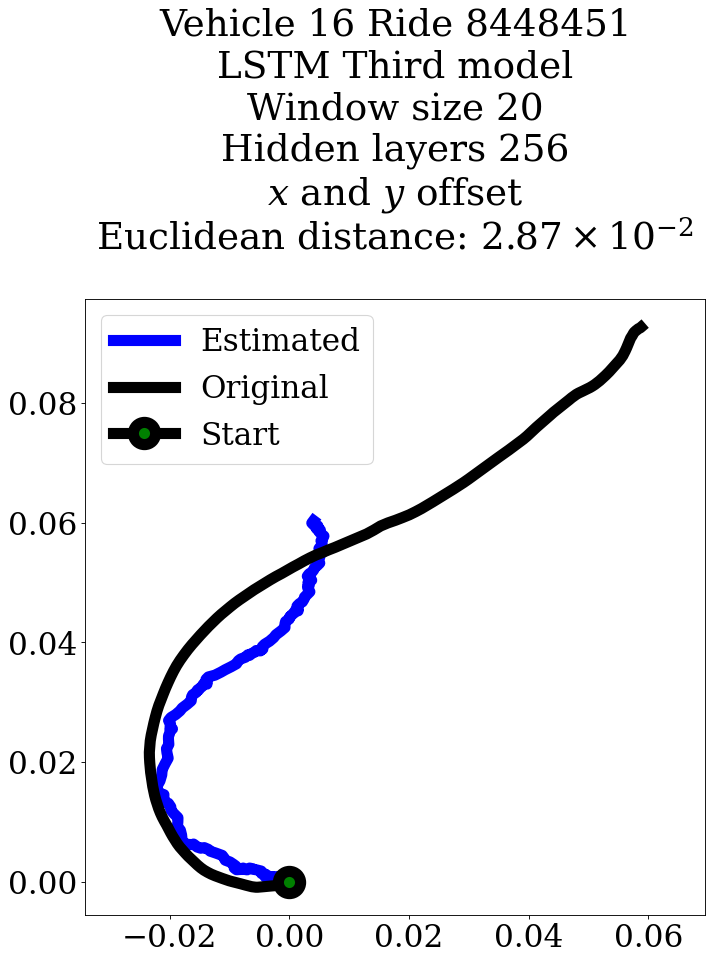 Vehicle 16 Ride 8448451
LSTM Third model
Window size 20
Hidden layers 256
x and y offset
Euclidean distance: 2.87 × 10⁻²
Estimated
Original
Start
0.08
0.06
0.04
0.02
0.00
−0.02 0.00 0.02 0.04 0.06